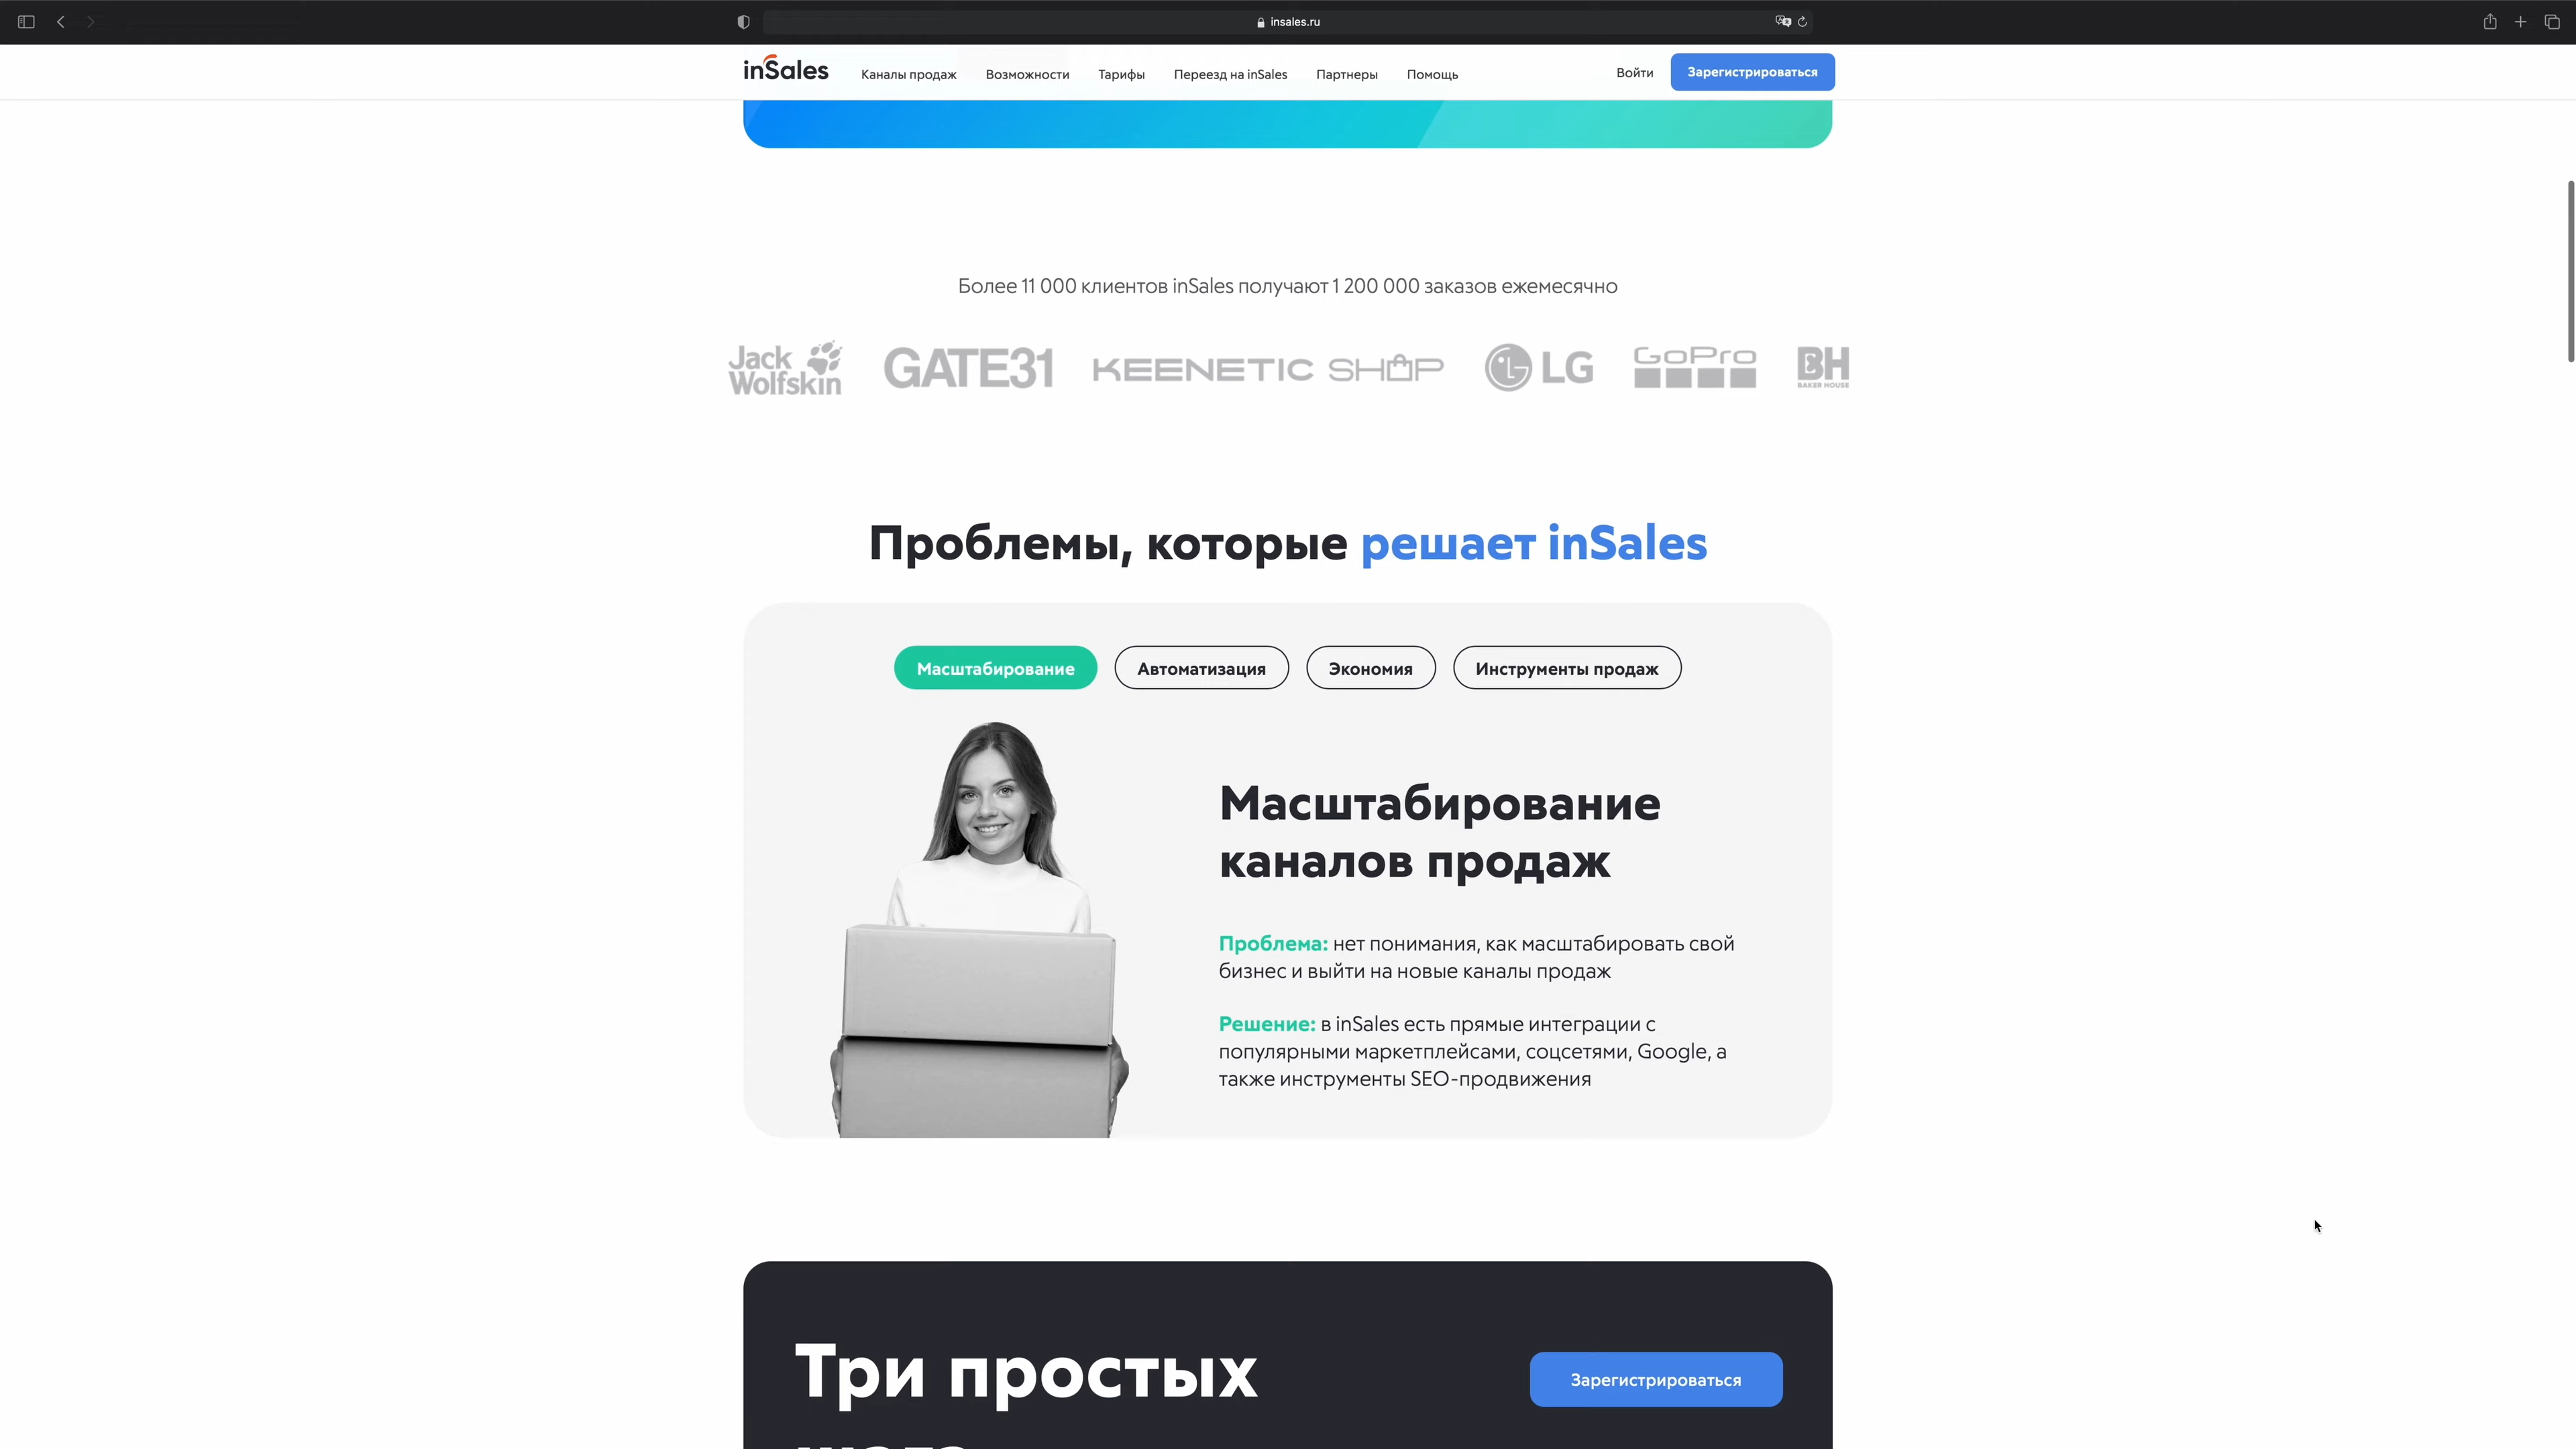 insales.ru
inSales
Каналы продаж
Возможности
Тарифы
Переезд на inSales
Партнеры
Помощь
Войти
Зарегистрироваться
Более 11 000 клиентов inSales получают 1 200 000 заказов ежемесячно
Jack
Wolfskin
GATE31
KEENETIC SHOP
LG
GoPro
BH
BAKER HOUSE
Проблемы, которые решает inSales
Масштабирование
Автоматизация
Экономия
Инструменты продаж
Масштабирование
каналов продаж
Проблема: нет понимания, как масштабировать свой
бизнес и выйти на новые каналы продаж
Решение: в inSales есть прямые интеграции с
популярными маркетплейсами, соцсетями, Google, а
также инструменты SEO-продвижения
Три простых
Зарегистрироваться